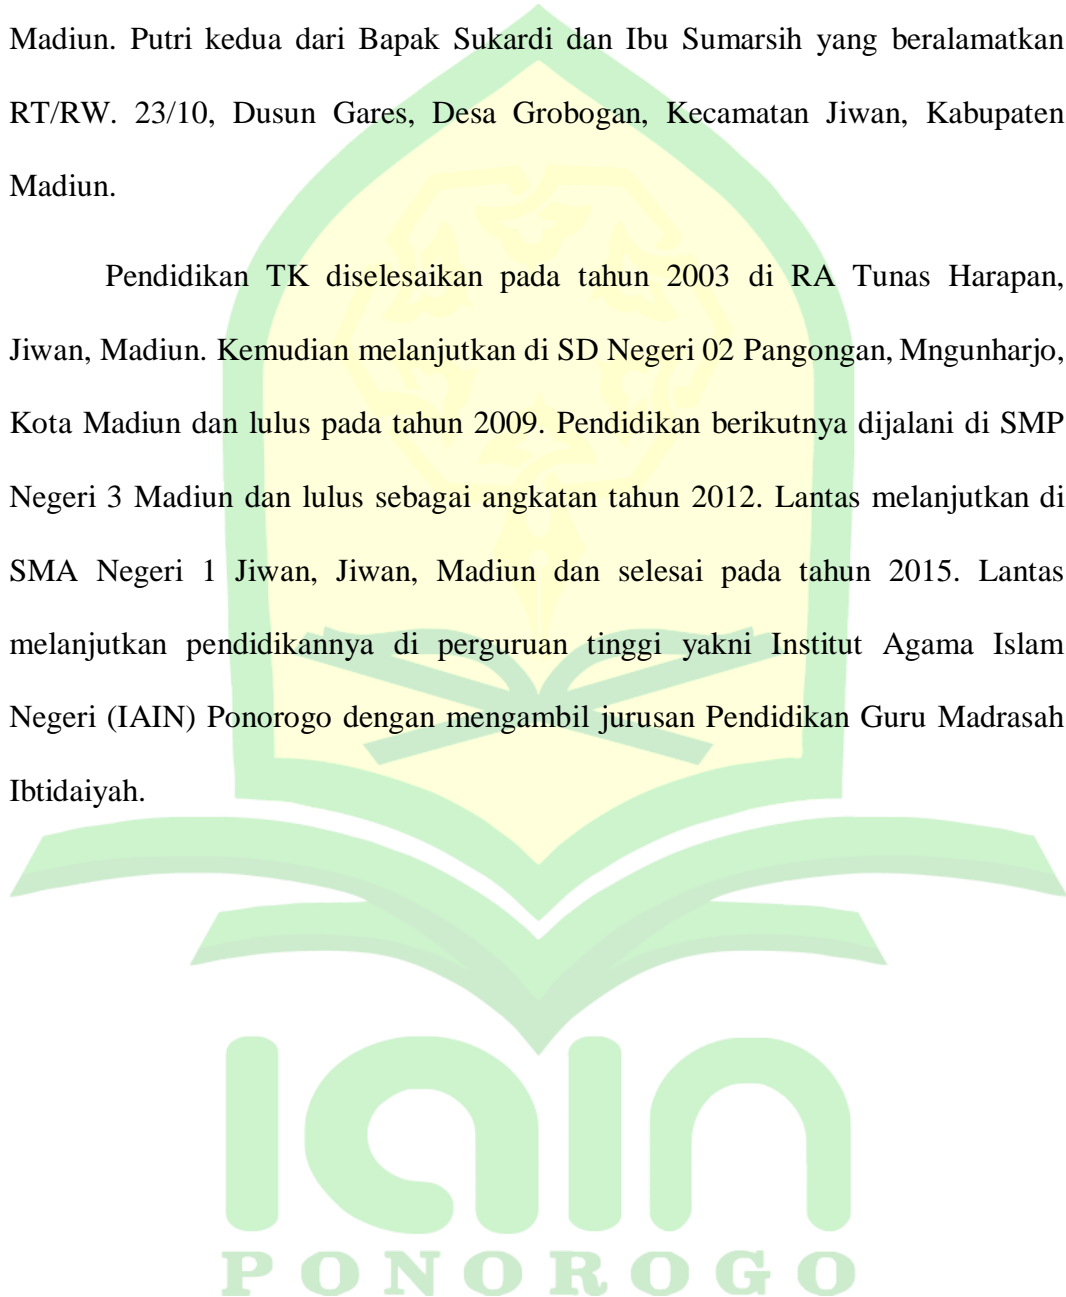 Madiun. Putri kedua dari Bapak Sukardi dan Ibu Sumarsih yang beralamatkan
RT/RW. 23/10, Dusun Gares, Desa Grobogan, Kecamatan Jiwan, Kabupaten
Madiun.
Pendidikan TK diselesaikan pada tahun 2003 di RA Tunas Harapan,
Jiwan, Madiun. Kemudian melanjutkan di SD Negeri 02 Pangongan, Mngunharjo,
Kota Madiun dan lulus pada tahun 2009. Pendidikan berikutnya dijalani di SMP
Negeri 3 Madiun dan lulus sebagai angkatan tahun 2012. Lantas melanjutkan di
SMA Negeri 1 Jiwan, Jiwan, Madiun dan selesai pada tahun 2015. Lantas
melanjutkan pendidikannya di perguruan tinggi yakni Institut Agama Islam
Negeri (IAIN) Ponorogo dengan mengambil jurusan Pendidikan Guru Madrasah
Ibtidaiyah.
iain
PONOROGO